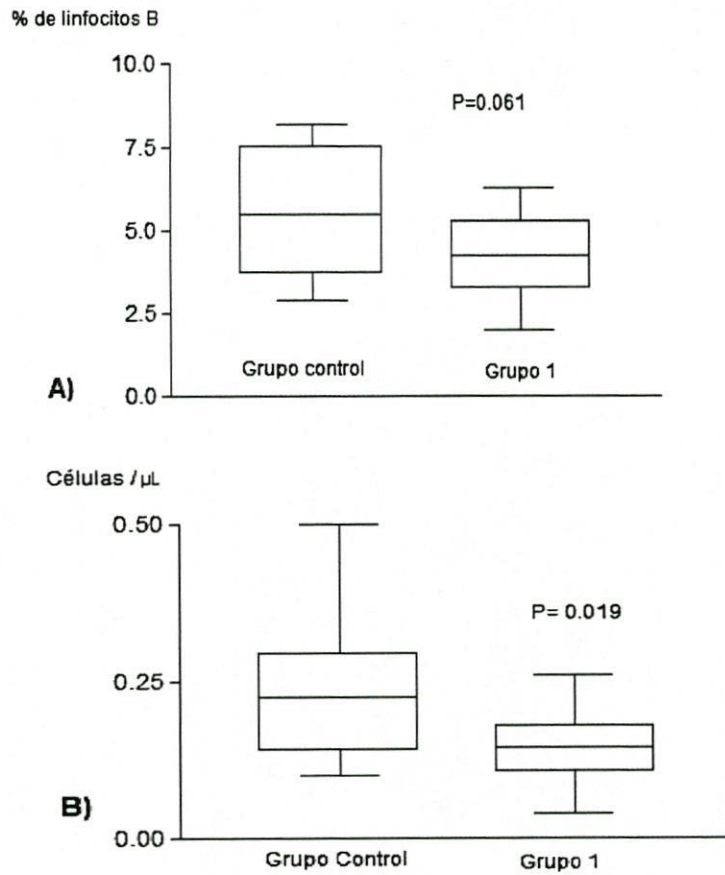 % de linfocitos B
10.0
P=0.061
7.5
5.0
2.5
Grupo control Grupo 1
A)
0.0
Células / µL
0.50
P= 0.019
0.25
B)
0.00
Grupo Control Grupo 1